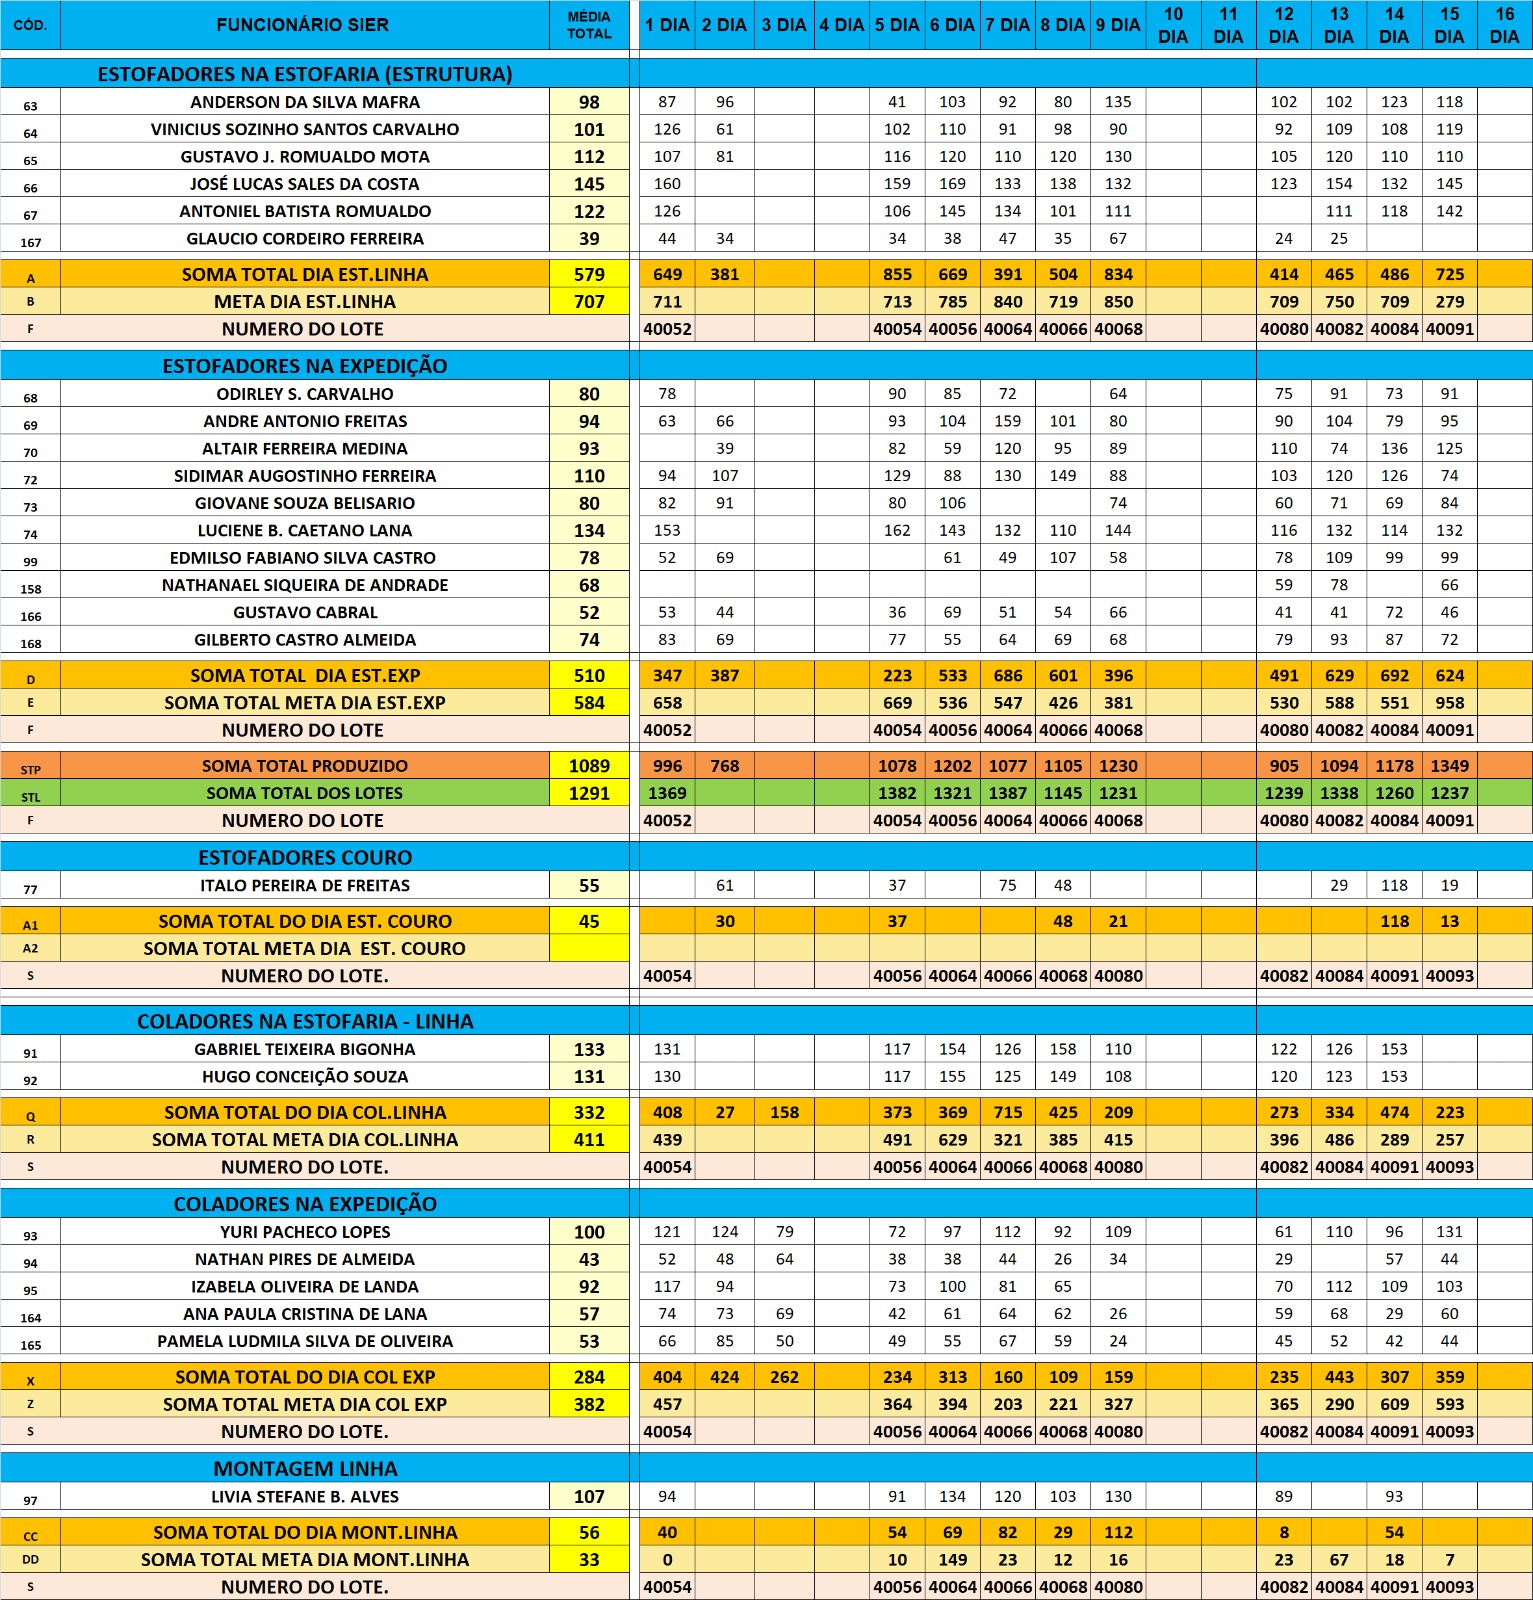 CÓD. FUNCIONÁRIO SIER MÉDIA TOTAL 1 DIA 2 DIA 3 DIA 4 DIA 5 DIA 6 DIA 7 DIA 8 DIA 9 DIA 10 DIA 11 DIA 12 DIA 13 DIA 14 DIA 15 DIA 16 DIA
ESTOFADORES NA ESTOFARIA (ESTRUTURA)
63 ANDERSON DA SILVA MAFRA 98 87 96 41 103 92 80 135 102 102 123 118
64 VINICIUS SOZINHO SANTOS CARVALHO 101 126 61 102 110 91 98 90 92 109 108 119
65 GUSTAVO J. ROMUALDO MOTA 112 107 81 116 120 110 120 130 105 120 110 110
66 JOSÉ LUCAS SALES DA COSTA 145 160 159 169 133 138 132 123 154 132 145
67 ANTONIEL BATISTA ROMUALDO 122 126 106 145 134 101 111 111 118 142
167 GLAUCIO CORDEIRO FERREIRA 39 44 34 34 38 47 35 67 24 25
A SOMA TOTAL DIA EST.LINHA 579 649 381 855 669 391 504 834 414 465 486 725
B META DIA EST.LINHA 707 711 713 785 840 719 850 709 750 709 279
F NUMERO DO LOTE 40052 40054 40056 40064 40066 40068 40080 40082 40084 40091
ESTOFADORES NA EXPEDIÇÃO
68 ODIRLEY S. CARVALHO 80 78 90 85 72 64 75 91 73 91
69 ANDRE ANTONIO FREITAS 94 63 66 93 104 159 101 80 90 104 79 95
70 ALTAIR FERREIRA MEDINA 93 39 82 59 120 95 89 110 74 136 125
72 SIDIMAR AUGOSTINHO FERREIRA 110 94 107 129 88 130 149 88 103 120 126 74
73 GIOVANE SOUZA BELISARIO 80 82 91 80 106 74 60 71 69 84
74 LUCIENE B. CAETANO LANA 134 153 162 143 132 110 144 116 132 114 132
99 EDMILSO FABIANO SILVA CASTRO 78 52 69 61 49 107 58 78 109 99 99
158 NATHANAEL SIQUEIRA DE ANDRADE 68 59 78 66
166 GUSTAVO CABRAL 52 53 44 36 69 51 54 66 41 41 72 46
168 GILBERTO CASTRO ALMEIDA 74 83 69 77 55 64 69 68 79 93 87 72
D SOMA TOTAL DIA EST.EXP 510 347 387 223 533 686 601 396 491 629 692 624
E SOMA TOTAL META DIA EST.EXP 584 658 669 536 547 426 381 530 588 551 958
F NUMERO DO LOTE 40052 40054 40056 40064 40066 40068 40080 40082 40084 40091
STP SOMA TOTAL PRODUZIDO 1089 996 768 1078 1202 1077 1105 1230 905 1094 1178 1349
STL SOMA TOTAL DOS LOTES 1291 1369 1382 1321 1387 1145 1231 1239 1338 1260 1237
F NUMERO DO LOTE 40052 40054 40056 40064 40066 40068 40080 40082 40084 40091
ESTOFADORES COURO
77 ITALO PEREIRA DE FREITAS 55 61 37 75 48 29 118 19
A1 SOMA TOTAL DO DIA EST. COURO 45 30 37 48 21 118 13
A2 SOMA TOTAL META DIA EST. COURO
S NUMERO DO LOTE. 40054 40056 40064 40066 40068 40080 40082 40084 40091 40093
COLADORES NA ESTOFARIA - LINHA
91 GABRIEL TEIXEIRA BIGONHA 133 131 117 154 126 158 110 122 126 153
92 HUGO CONCEIÇÃO SOUZA 131 130 117 155 125 149 108 120 123 153
Q SOMA TOTAL DO DIA COL.LINHA 332 408 27 158 373 369 715 425 209 273 334 474 223
R SOMA TOTAL META DIA COL.LINHA 411 439 491 629 321 385 415 396 486 289 257
S NUMERO DO LOTE. 40054 40056 40064 40066 40068 40080 40082 40084 40091 40093
COLADORES NA EXPEDIÇÃO
93 YURI PACHECO LOPES 100 121 124 79 72 97 112 92 109 61 110 96 131
94 NATHAN PIRES DE ALMEIDA 43 52 48 64 38 38 44 26 34 29 57 44
95 IZABELA OLIVEIRA DE LANDA 92 117 94 73 100 81 65 70 112 109 103
164 ANA PAULA CRISTINA DE LANA 57 74 73 69 42 61 64 62 26 59 68 29 60
165 PAMELA LUDMILA SILVA DE OLIVEIRA 53 66 85 50 49 55 67 59 24 45 52 42 44
X SOMA TOTAL DO DIA COL EXP 284 404 424 262 234 313 160 109 159 235 443 307 359
Z SOMA TOTAL META DIA COL EXP 382 457 364 394 203 221 327 365 290 609 593
S NUMERO DO LOTE. 40054 40056 40064 40066 40068 40080 40082 40084 40091 40093
MONTAGEM LINHA
97 LIVIA STEFANE B. ALVES 107 94 91 134 120 103 130 89 93
CC SOMA TOTAL DO DIA MONT.LINHA 56 40 54 69 82 29 112 8 54
DD SOMA TOTAL META DIA MONT.LINHA 33 0 10 149 23 12 16 23 67 18 7
S NUMERO DO LOTE. 40054 40056 40064 40066 40068 40080 40082 40084 40091 40093